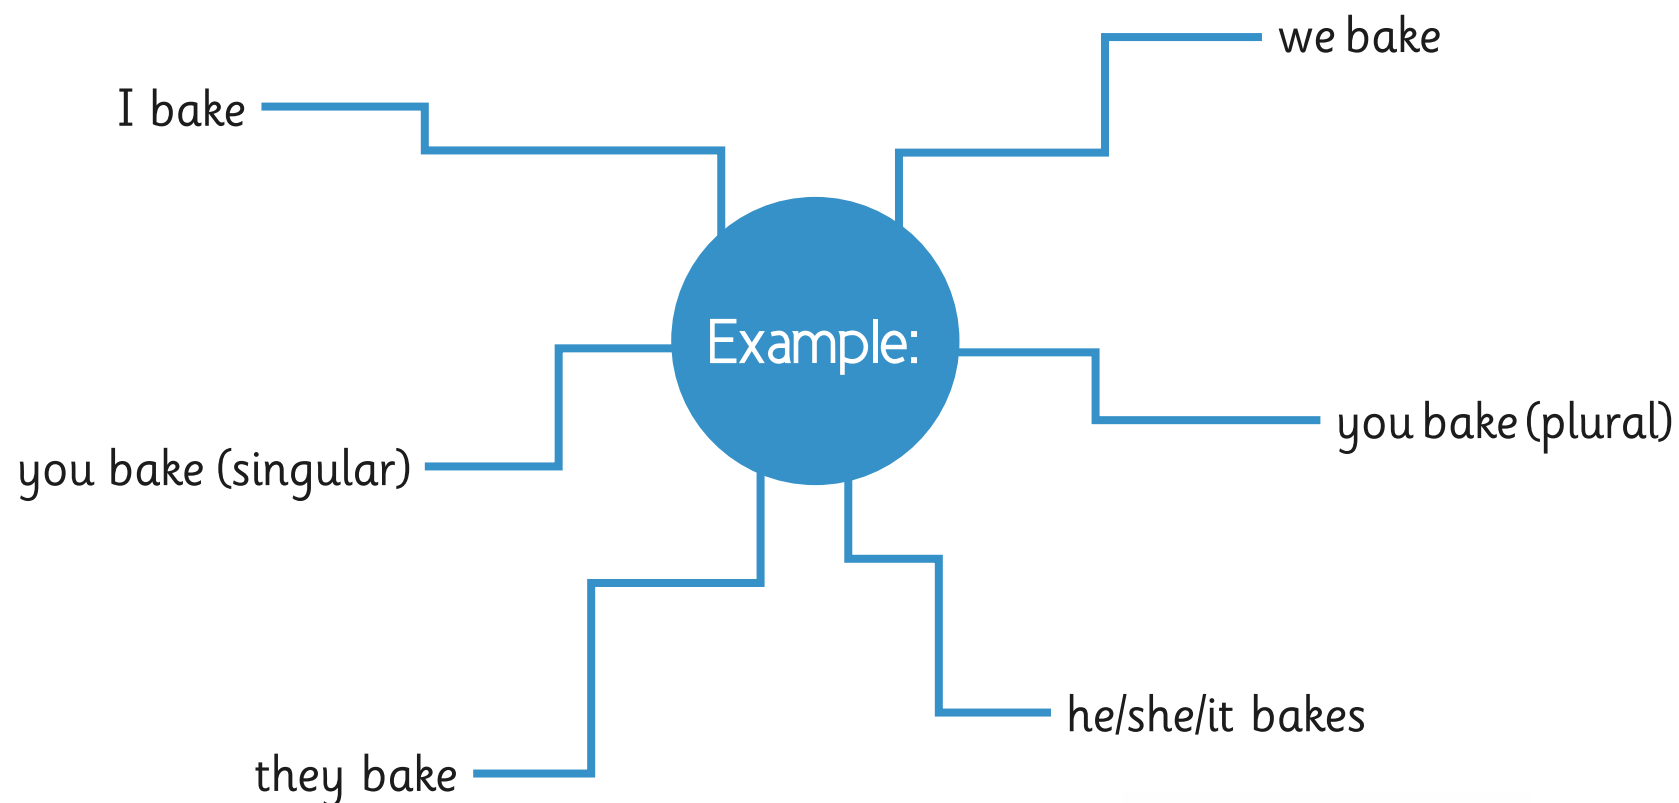 we bake
I bake
Example:
you bake (plural)
you bake (singular)
he/she/it bakes
they bake